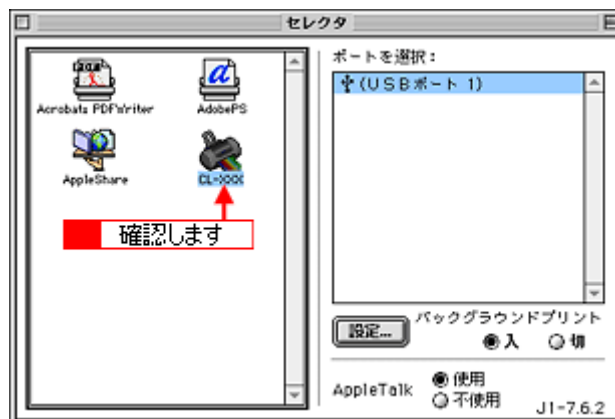 セレクタ
Acrobat™ PDFWriter
AdobePS
AppleShare
CL-XXX
確認します
ポートを選択：
(USBポート 1)
設定...
バックグラウンドプリント
入
切
AppleTalk
使用
不使用
J1-7.6.2